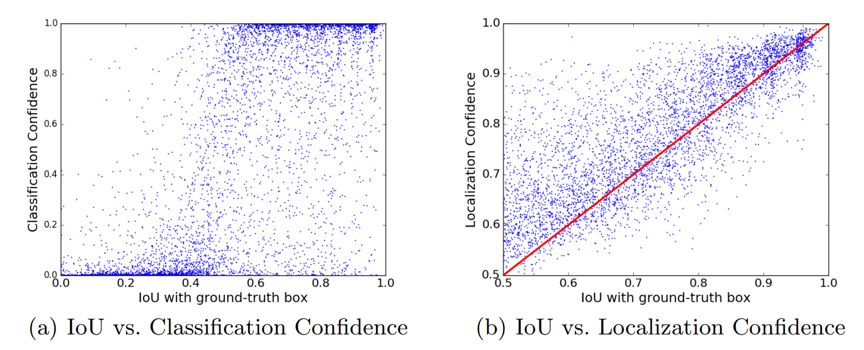 1.0
0.8
0.6
0.4
0.2
0.0
Classification Confidence
0.0 0.2 0.4 0.6 0.8 1.0
IoU with ground-truth box
(a) IoU vs. Classification Confidence
1.0
0.9
0.8
0.7
0.6
0.5
Localization Confidence
0.5 0.6 0.7 0.8 0.9 1.0
IoU with ground-truth box
(b) IoU vs. Localization Confidence